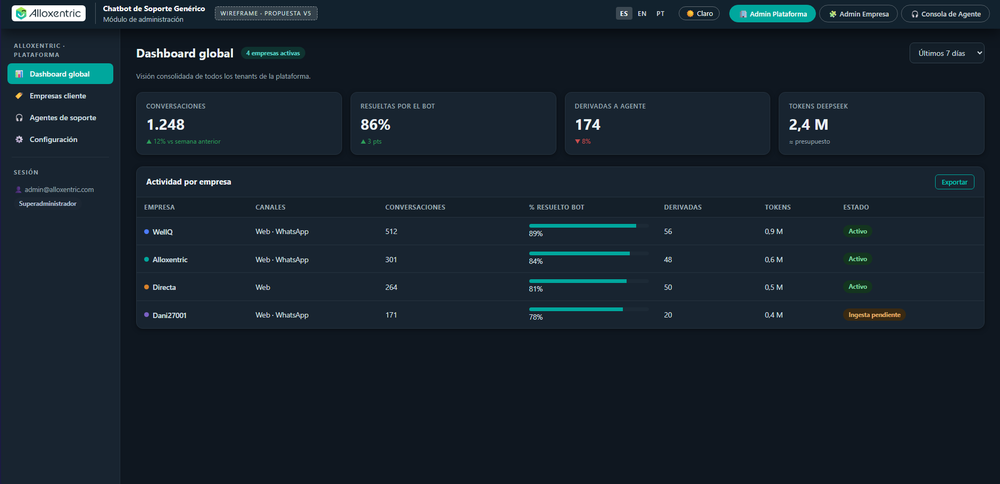 Alloxentric
Chatbot de Soporte Genérico
Módulo de administración
WIREFRAME · PROPUESTA V5
ES EN PT
Claro
Admin Plataforma
Admin Empresa
Consola de Agente
ALLOXENTRIC ·
PLATAFORMA
Dashboard global
Empresas cliente
Agentes de soporte
Configuración
SESIÓN
admin@alloxentric.com
Superadministrador
Dashboard global
4 empresas activas
Últimos 7 días
Visión consolidada de todos los tenants de la plataforma.
CONVERSACIONES
1.248
▲ 12% vs semana anterior
RESUELTAS POR EL BOT
86%
▲ 3 pts
DERIVADAS A AGENTE
174
▼ 8%
TOKENS DEEPSEEK
2,4 M
≈ presupuesto
Actividad por empresa
Exportar
EMPRESA CANALES CONVERSACIONES % RESUELTO BOT DERIVADAS TOKENS ESTADO
WellQ Web · WhatsApp 512 89% 56 0,9 M Activo
Alloxentric Web · WhatsApp 301 84% 48 0,6 M Activo
Directa Web 264 81% 50 0,5 M Activo
Dani27001 Web · WhatsApp 171 78% 20 0,4 M Ingesta pendiente